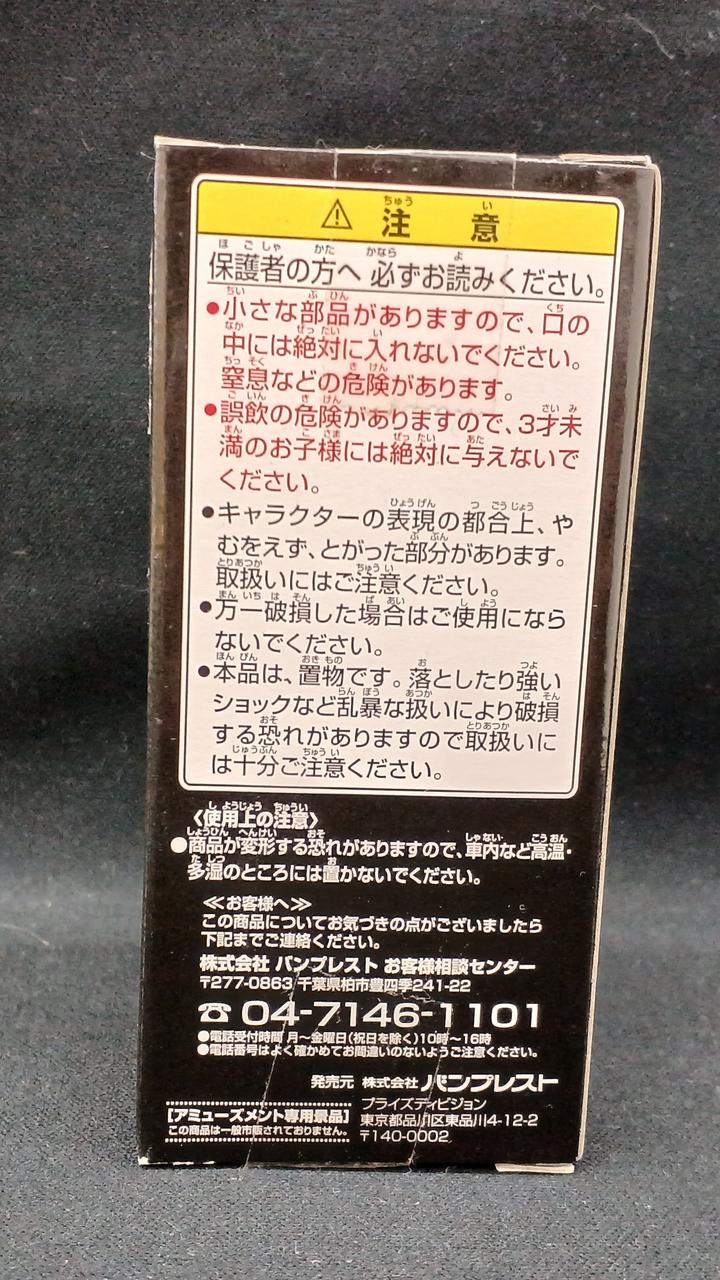 ⚠ 注意
保護者の方へ 必ずお読みください。
●小さな部品がありますので、口の
中には絶対に入れないでください。
窒息などの危険があります。
●誤飲の危険がありますので、3才未
満のお子様には絶対に与えないで
ください。
●キャラクターの表現の都合上、や
むをえず、とがった部分があります。
取扱いにはご注意ください。
●万一破損した場合はご使用になら
ないでください。
●本品は、置物です。落としたり強い
ショックなど乱暴な扱いにより破損
する恐れがありますので取扱いに
は十分ご注意ください。
〈使用上の注意〉
●商品が変形する恐れがありますので、車内など高温・
多湿のところには置かないでください。
≪お客様へ≫
この商品についてお気づきの点がございましたら
下記までご連絡ください。
株式会社 バンプレスト お客様相談センター
〒277-0863 千葉県柏市豊四季241-22
☎ 04-7146-1101
●電話受付時間 月〜金曜日(祝日を除く)10時〜16時
●電話番号はよく確かめてお間違いのないようご注意ください。
発売元 株式会社 バンプレスト
プライズディビジョン
東京都品川区東品川4-12-2
〒140-0002
[アミューズメント専用景品]
この商品は一般市販されておりません。